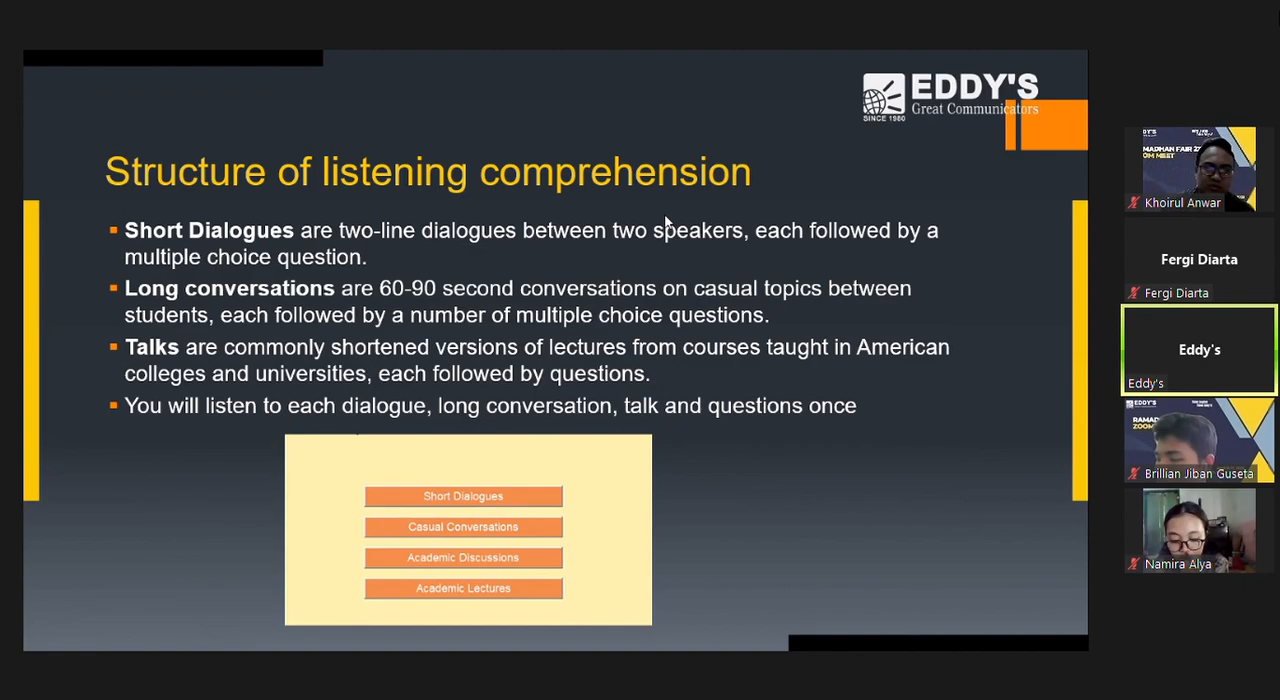 EDDY'S
Great Communicators
SINCE 1980
Structure of listening comprehension
Short Dialogues are two-line dialogues between two speakers, each followed by a
multiple choice question.
Long conversations are 60-90 second conversations on casual topics between
students, each followed by a number of multiple choice questions.
Talks are commonly shortened versions of lectures from courses taught in American
colleges and universities, each followed by questions.
You will listen to each dialogue, long conversation, talk and questions once
Short Dialogues
Casual Conversations
Academic Discussions
Academic Lectures
Khoirul Anwar
Fergi Diarta
Fergi Diarta
Eddy's
Eddy's
Brillian Jiban Guseta
Namira Alya